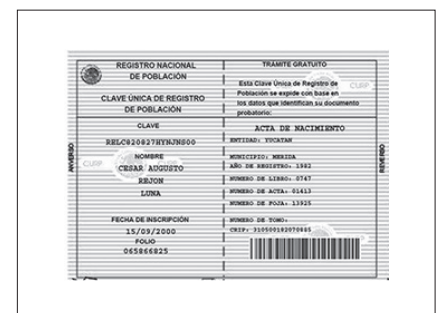 REGISTRO NACIONAL
DE POBLACIÓN
CLAVE ÚNICA DE REGISTRO
DE POBLACIÓN
CLAVE
RELC820827HYNJNS00
NOMBRE
CESAR AUGUSTO
REJON
LUNA
FECHA DE INSCRIPCIÓN
15/09/2000
FOLIO
065866825
ANVERSO
TRÁMITE GRATUITO
Esta Clave Única de Registro de
Población se expide con base en
los datos que identifican su documento
probatorio:
ACTA DE NACIMIENTO
ENTIDAD: YUCATAN
MUNICIPIO: MERIDA
AÑO DE REGISTRO: 1982
NUMERO DE LIBRO: 0747
NUMERO DE ACTA: 01413
NUMERO DE FOJA: 13925
NUMERO DE TOMO:
CRIP:
REVERSO
CURP
CURP